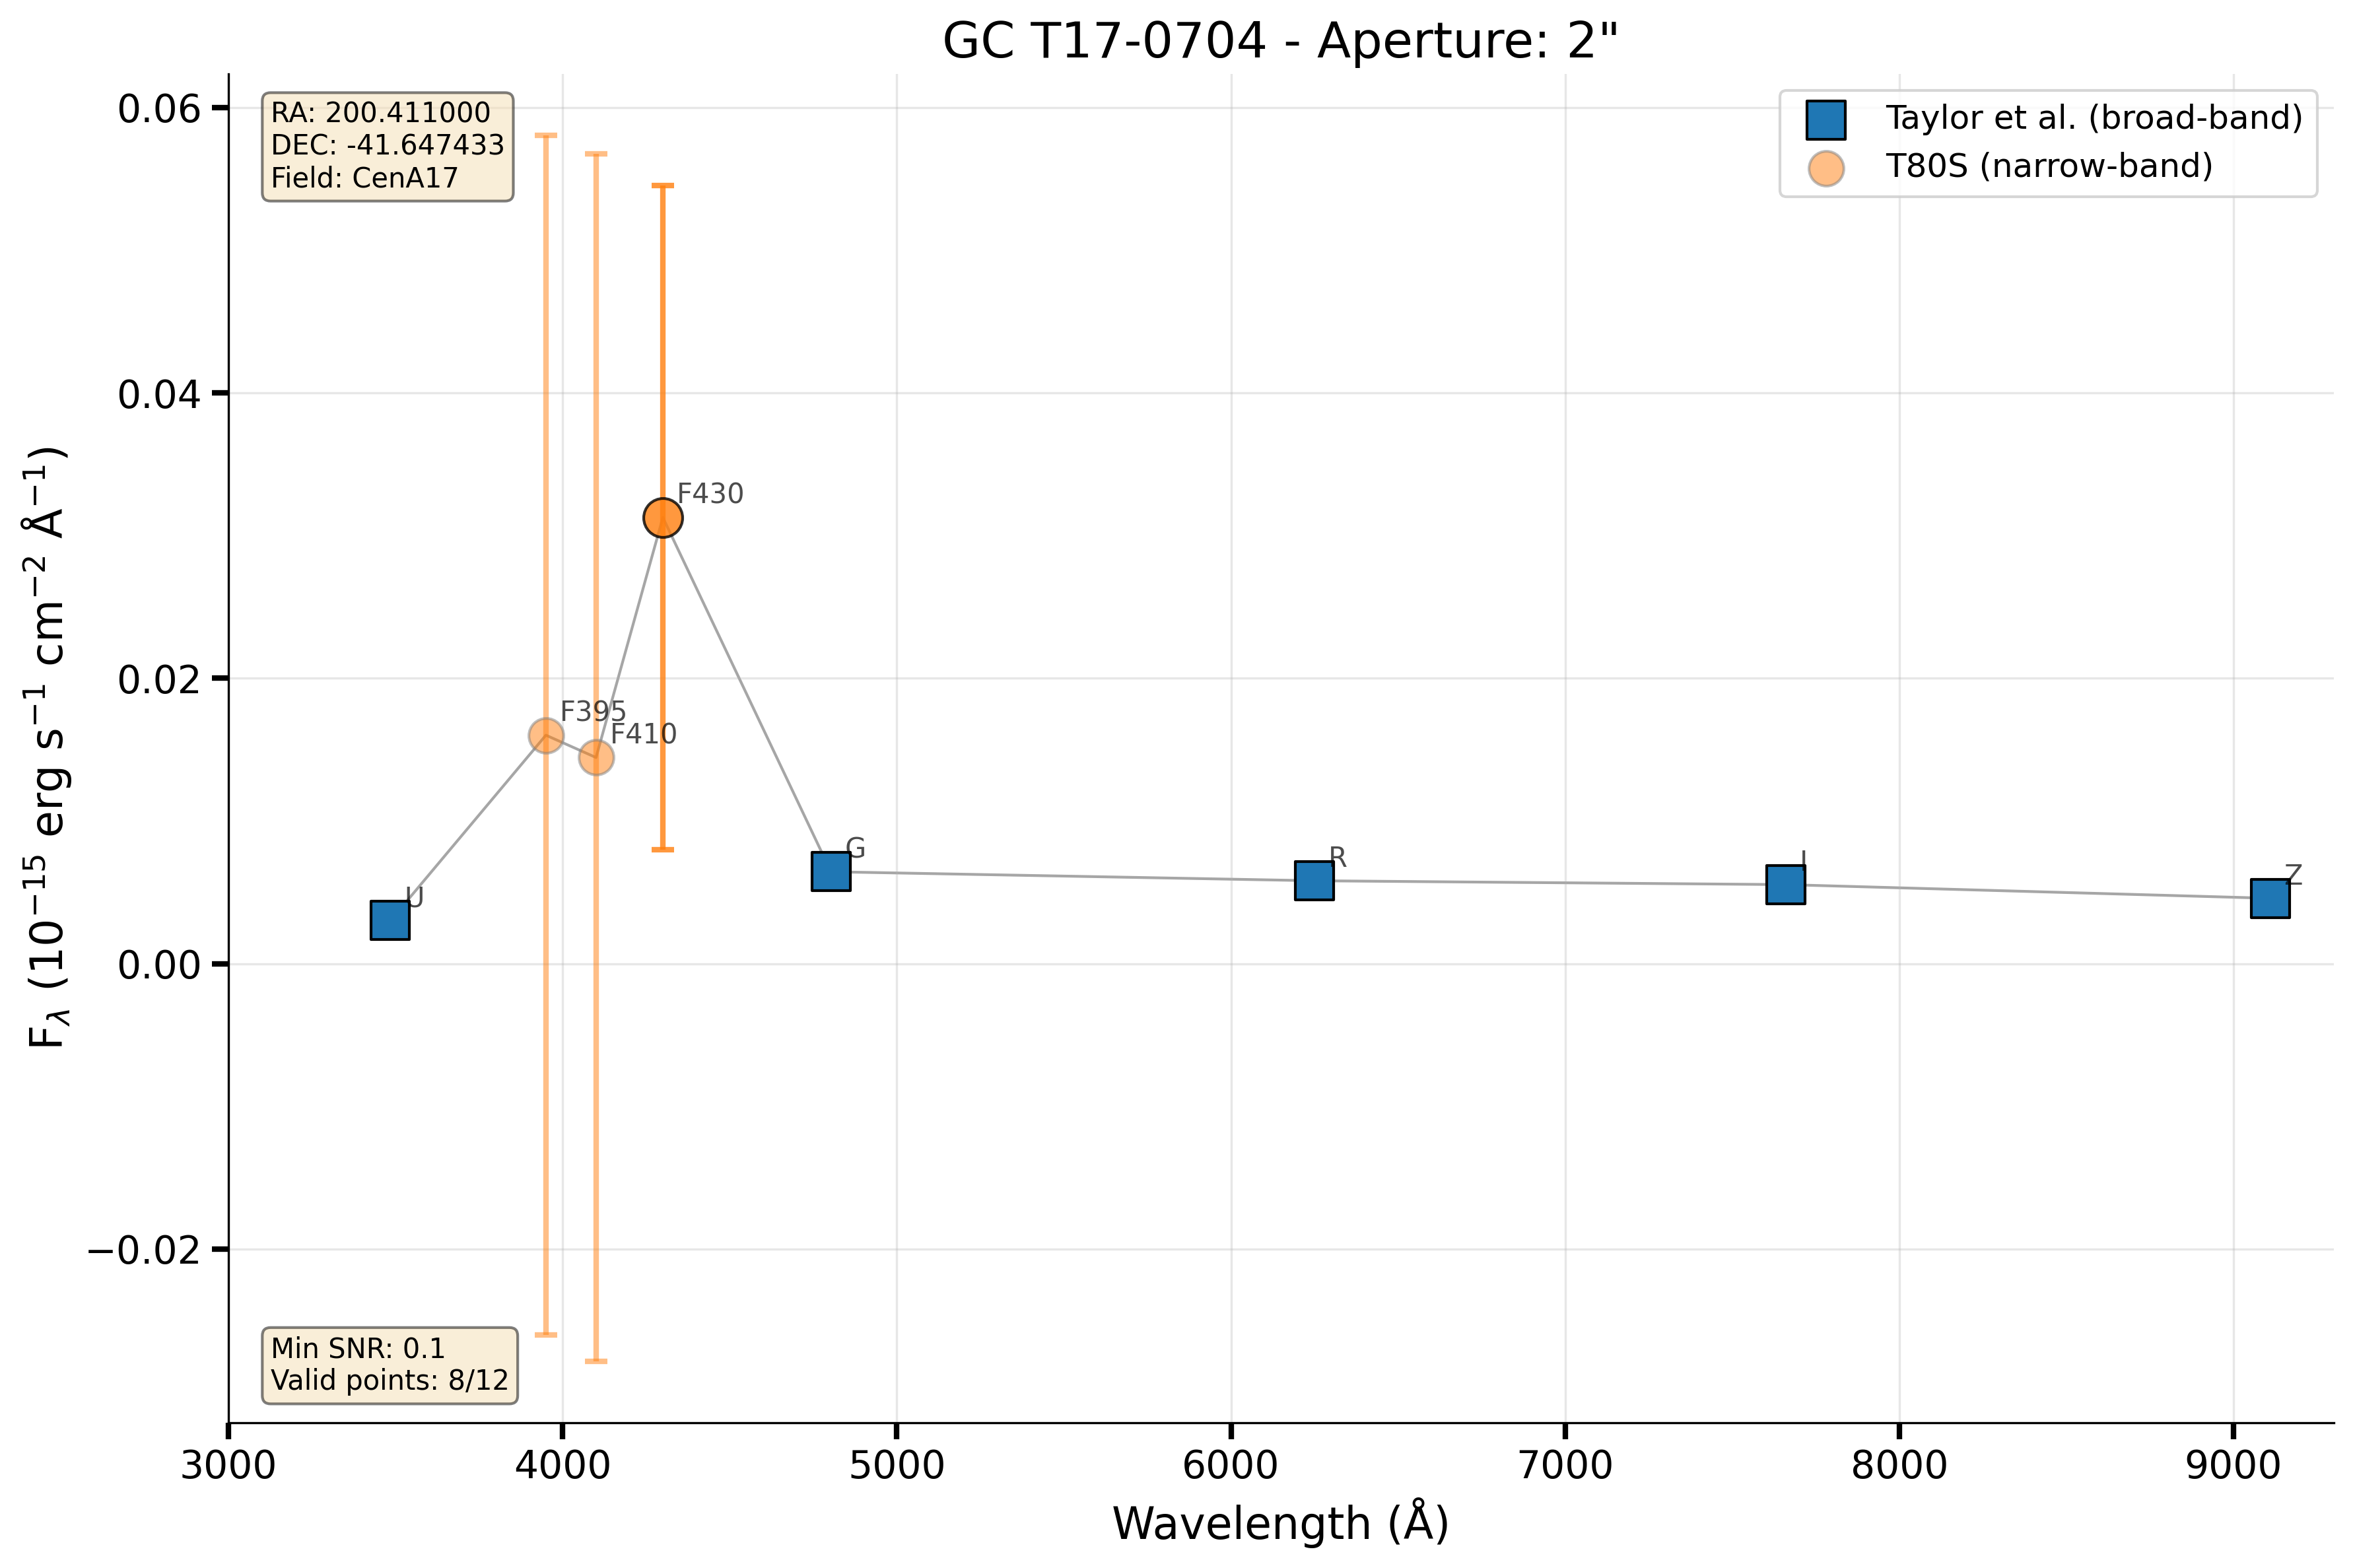 GC T17-0704 - Aperture: 2"
RA: 200.411000
DEC: -41.647433
Field: CenA17
Taylor et al. (broad-band)
T80S (narrow-band)
0.06
0.04
0.02
0.00
−0.02
F430
F395
F410
U
G
R
I
Z
Min SNR: 0.1
Valid points: 8/12
3000
4000
5000
6000
7000
8000
9000
Wavelength (Å)
Fλ (10⁻¹⁵ erg s⁻¹ cm⁻² Å⁻¹)